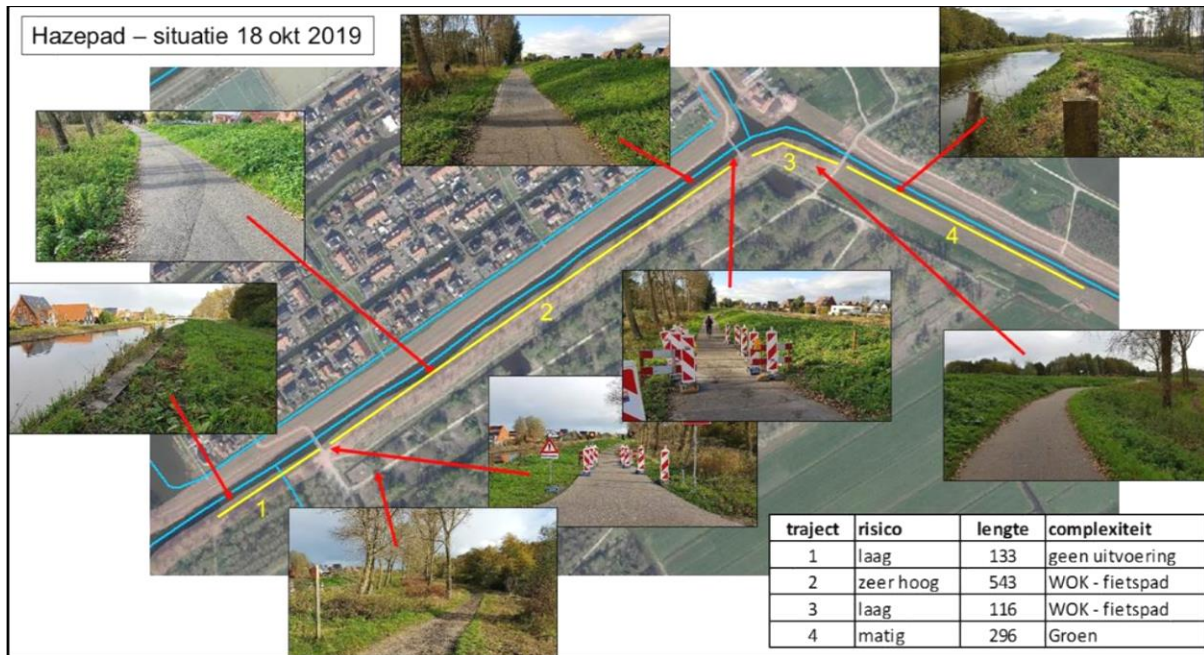 Hazepad – situatie 18 okt 2019
3
4
2
1
traject risico lengte complexiteit
1 laag 133 geen uitvoering
2 zeer hoog 543 WOK - fietspad
3 laag 116 WOK - fietspad
4 matig 296 Groen